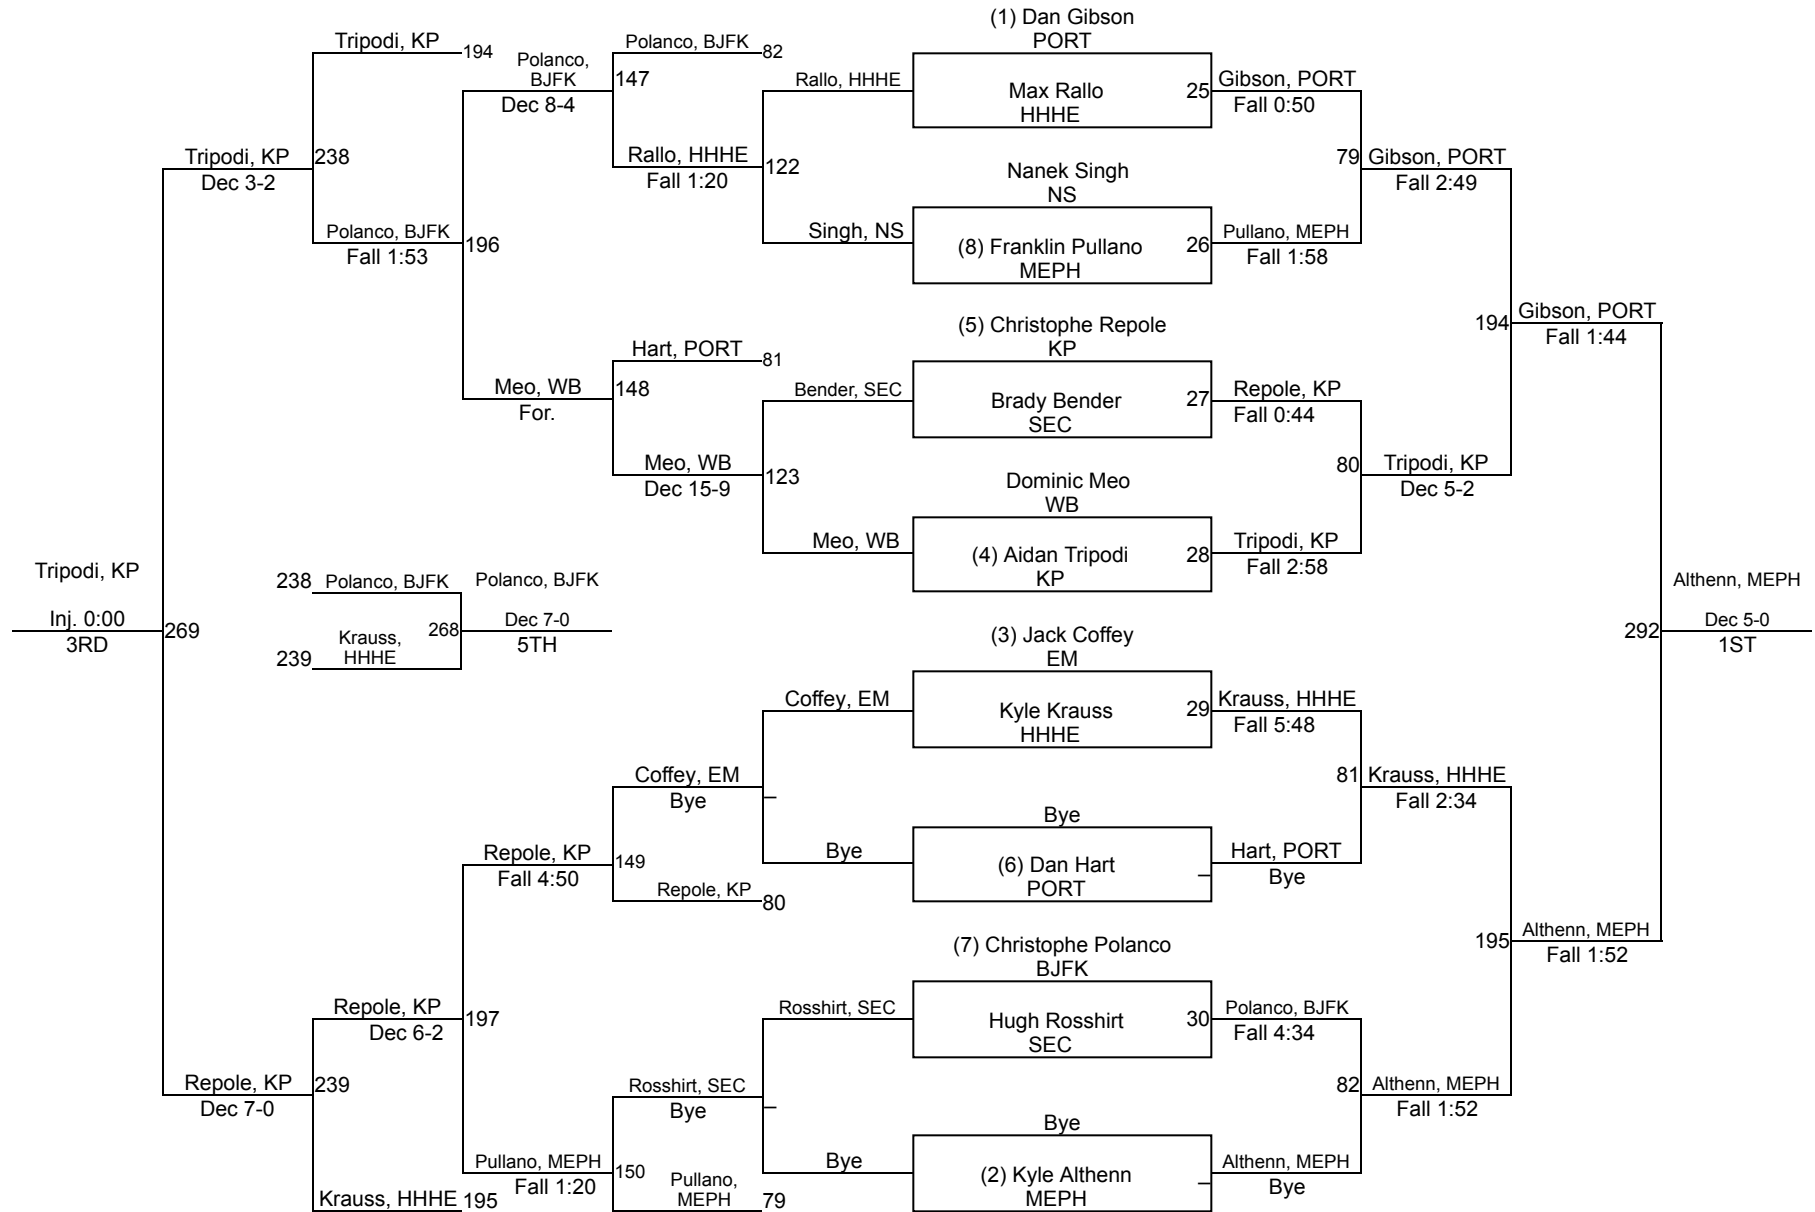 (1) Dan Gibson
PORT
Tripodi, KP
194
Polanco, BJFK
82
Polanco,
BJFK
147
Dec 8-4
Rallo, HHHE
Max Rallo
HHHE
25
Gibson, PORT
Fall 0:50
Tripodi, KP
238
Dec 3-2
Rallo, HHHE
122
Fall 1:20
Nanek Singh
NS
79
Gibson, PORT
Fall 2:49
Polanco, BJFK
196
Fall 1:53
Singh, NS
(8) Franklin Pullano
MEPH
26
Pullano, MEPH
Fall 1:58
(5) Christophe Repole
KP
194
Gibson, PORT
Fall 1:44
Hart, PORT
81
Meo, WB
148
For.
Bender, SEC
Brady Bender
SEC
27
Repole, KP
Fall 0:44
Meo, WB
123
Dec 15-9
Dominic Meo
WB
80
Tripodi, KP
Dec 5-2
Meo, WB
(4) Aidan Tripodi
KP
28
Tripodi, KP
Fall 2:58
Tripodi, KP
Inj. 0:00
3RD
269
238
Polanco, BJFK
Krauss,
HHHE
239
268
Polanco, BJFK
Dec 7-0
5TH
Althenn, MEPH
292
Dec 5-0
1ST
(3) Jack Coffey
EM
Coffey, EM
Kyle Krauss
HHHE
29
Krauss, HHHE
Fall 5:48
Coffey, EM
Bye
–
81
Krauss, HHHE
Fall 2:34
Bye
Repole, KP
149
Fall 4:50
Bye
(6) Dan Hart
PORT
–
Hart, PORT
Bye
Repole, KP
80
(7) Christophe Polanco
BJFK
195
Althenn, MEPH
Fall 1:52
Repole, KP
197
Dec 6-2
Rosshirt, SEC
Hugh Rosshirt
SEC
30
Polanco, BJFK
Fall 4:34
Repole, KP
239
Dec 7-0
Rosshirt, SEC
Bye
–
82
Althenn, MEPH
Fall 1:52
Bye
Pullano, MEPH
150
Fall 1:20
Bye
(2) Kyle Althenn
MEPH
–
Althenn, MEPH
Bye
Krauss, HHHE
195
Pullano,
MEPH
79